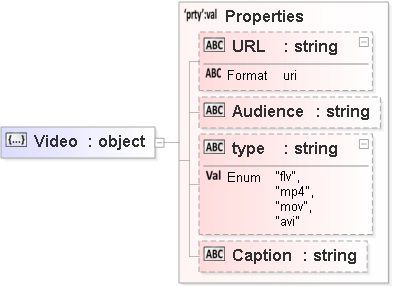 'prty':val Properties
ABC URL : string
ABC Format uri
ABC Audience : string
{...} Video : object
ABC type : string
Val Enum "flv",
"mp4",
"mov",
"avi"
ABC Caption : string